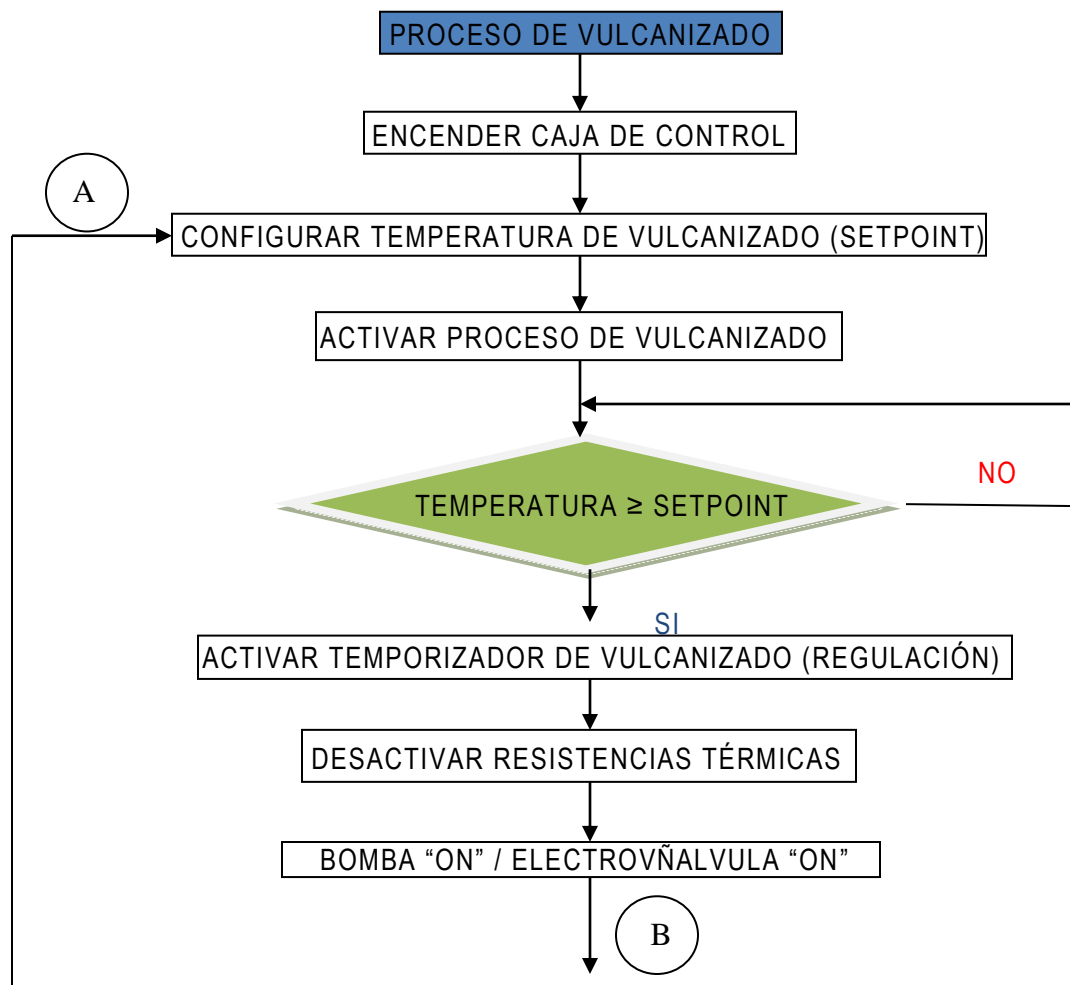 PROCESO DE VULCANIZADO
ENCENDER CAJA DE CONTROL
A
CONFIGURAR TEMPERATURA DE VULCANIZADO (SETPOINT)
ACTIVAR PROCESO DE VULCANIZADO
NO
TEMPERATURA ≥ SETPOINT
SI
ACTIVAR TEMPORIZADOR DE VULCANIZADO (REGULACIÓN)
DESACTIVAR RESISTENCIAS TÉRMICAS
BOMBA “ON” / ELECTROVÑALVULA “ON”
B